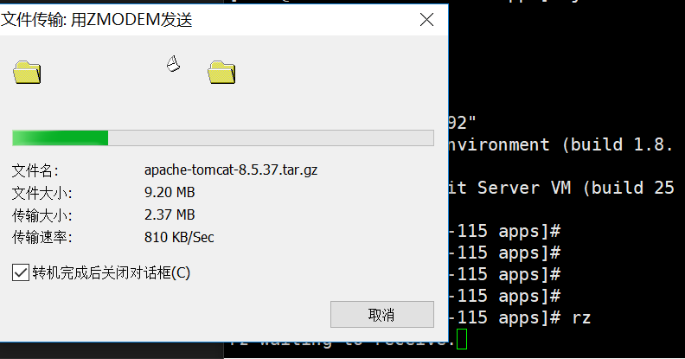 文件传输: 用ZMODEM发送
文件名: apache-tomcat-8.5.37.tar.gz
文件大小: 9.20 MB
传输大小: 2.37 MB
传输速率: 810 KB/Sec
转机完成后关闭对话框(C)
取消
92"
nvironment (build 1.8.
it Server VM (build 25
-115 apps]#
-115 apps]#
-115 apps]#
-115 apps]#
-115 apps]# rz
rz waiting to receive.